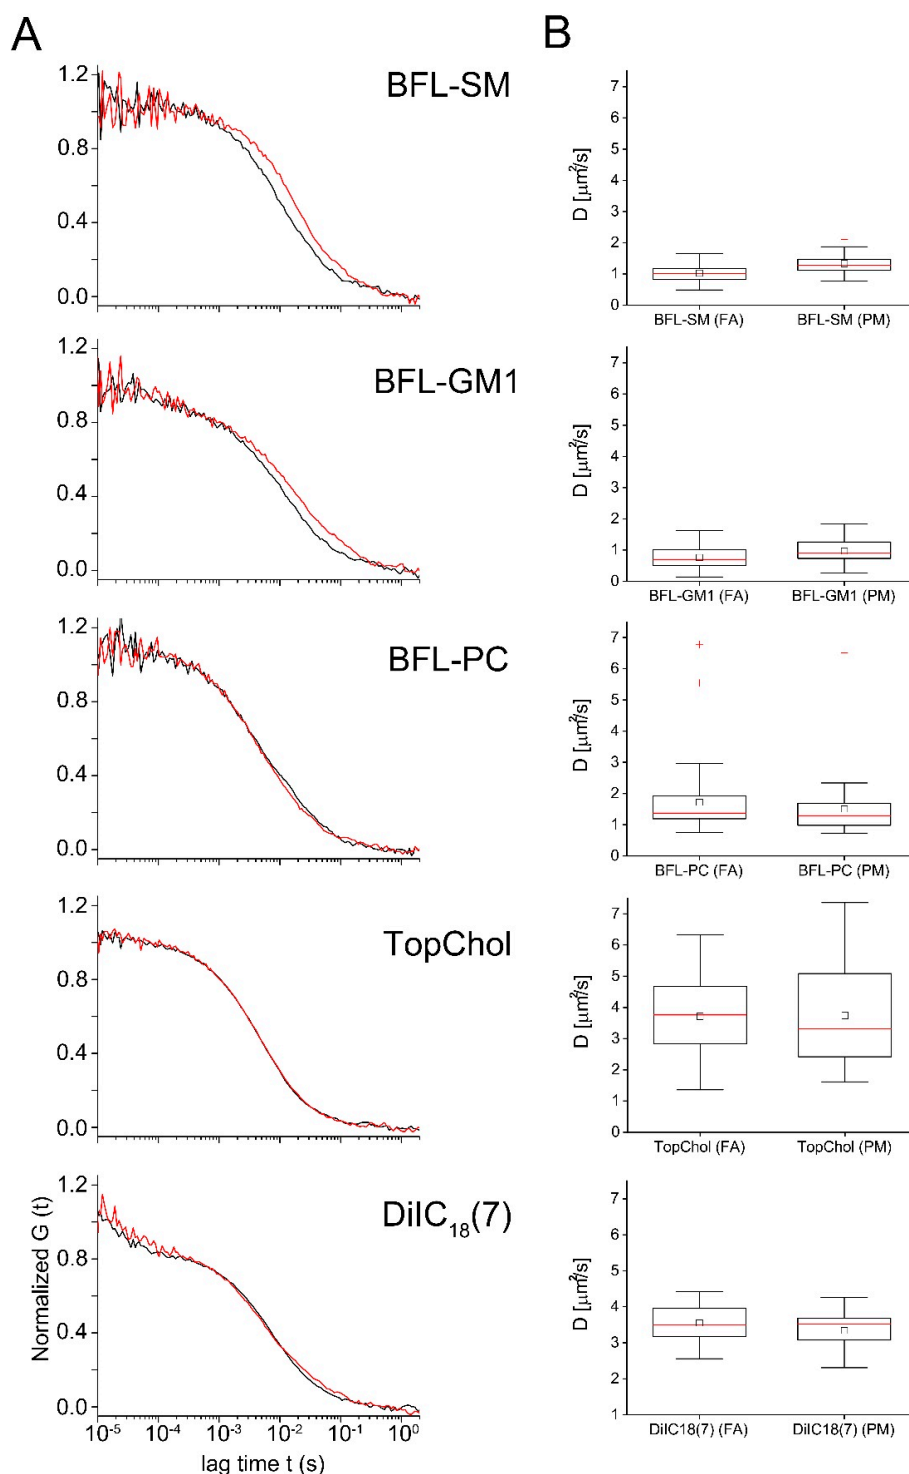 A
B
BFL-SM
1.2
0.8
0.4
0.0
D [μm²/s]
7
6
5
4
3
2
1
0
BFL-SM (FA)
BFL-SM (PM)
BFL-GM1
1.2
0.8
0.4
0.0
D [μm²/s]
7
6
5
4
3
2
1
0
BFL-GM1 (FA)
BFL-GM1 (PM)
BFL-PC
1.2
0.8
0.4
0.0
D [μm²/s]
7
6
5
4
3
2
1
0
BFL-PC (FA)
BFL-PC (PM)
TopChol
1.2
0.8
0.4
0.0
D [μm²/s]
7
6
5
4
3
2
1
0
TopChol (FA)
TopChol (PM)
DiIC₁₈(7)
Normalized G (t)
1.2
0.8
0.4
0.0
10⁻⁵ 10⁻⁴ 10⁻³ 10⁻² 10⁻¹ 10⁰
lag time t (s)
D [μm²/s]
7
6
5
4
3
2
1
DiIC18(7) (FA)
DiIC18(7) (PM)